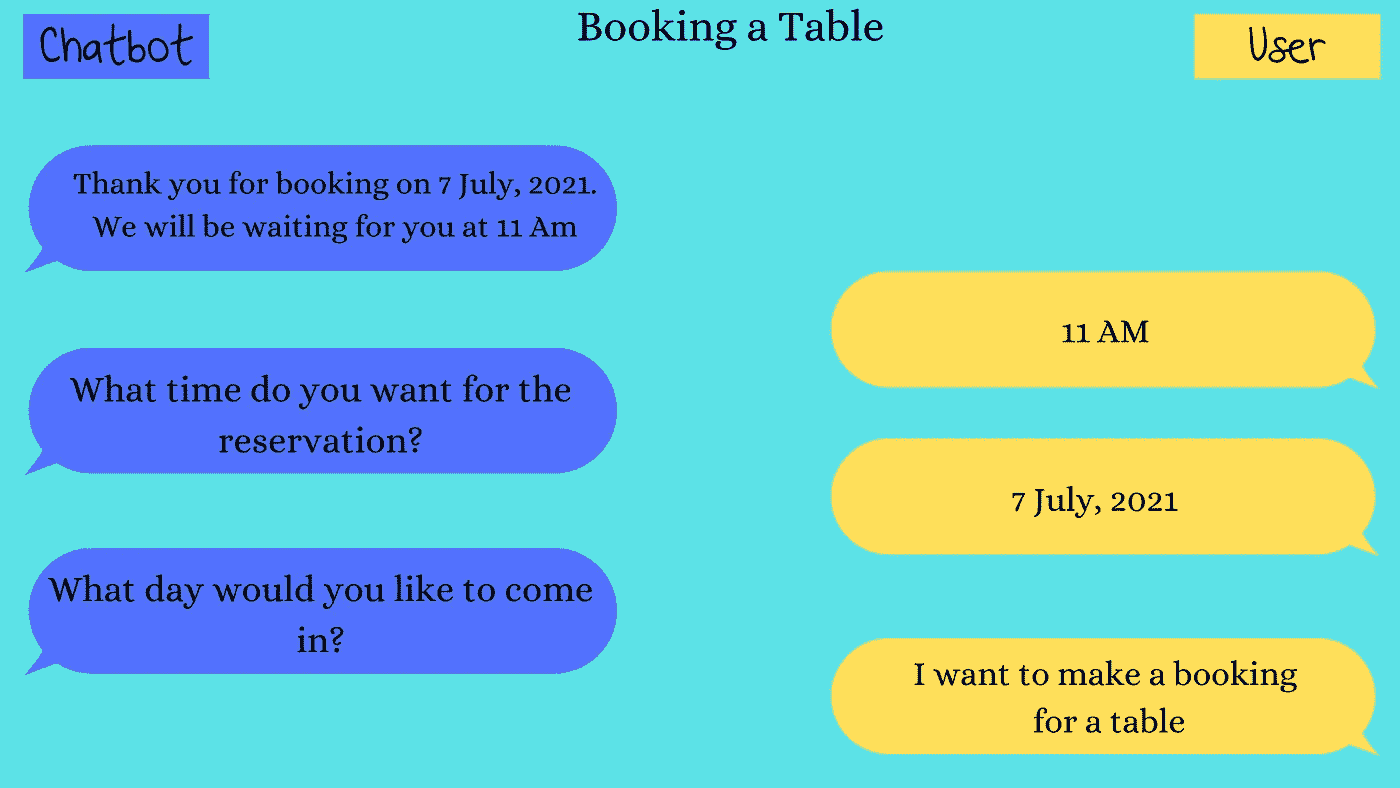 Chatbot
Booking a Table
User
Thank you for booking on 7 July, 2021.
We will be waiting for you at 11 Am
11 AM
What time do you want for the
reservation?
7 July, 2021
What day would you like to come
in?
I want to make a booking
for a table